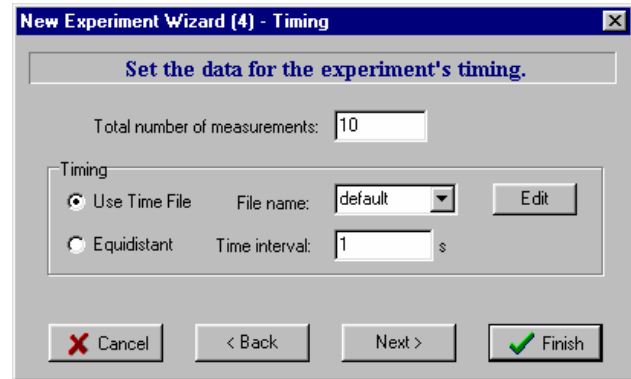 New Experiment Wizard (4) - Timing
Set the data for the experiment's timing.
Total number of measurements: 10
Timing
Use Time File File name: default Edit
Equidistant Time interval: 1 s
Cancel < Back Next > Finish